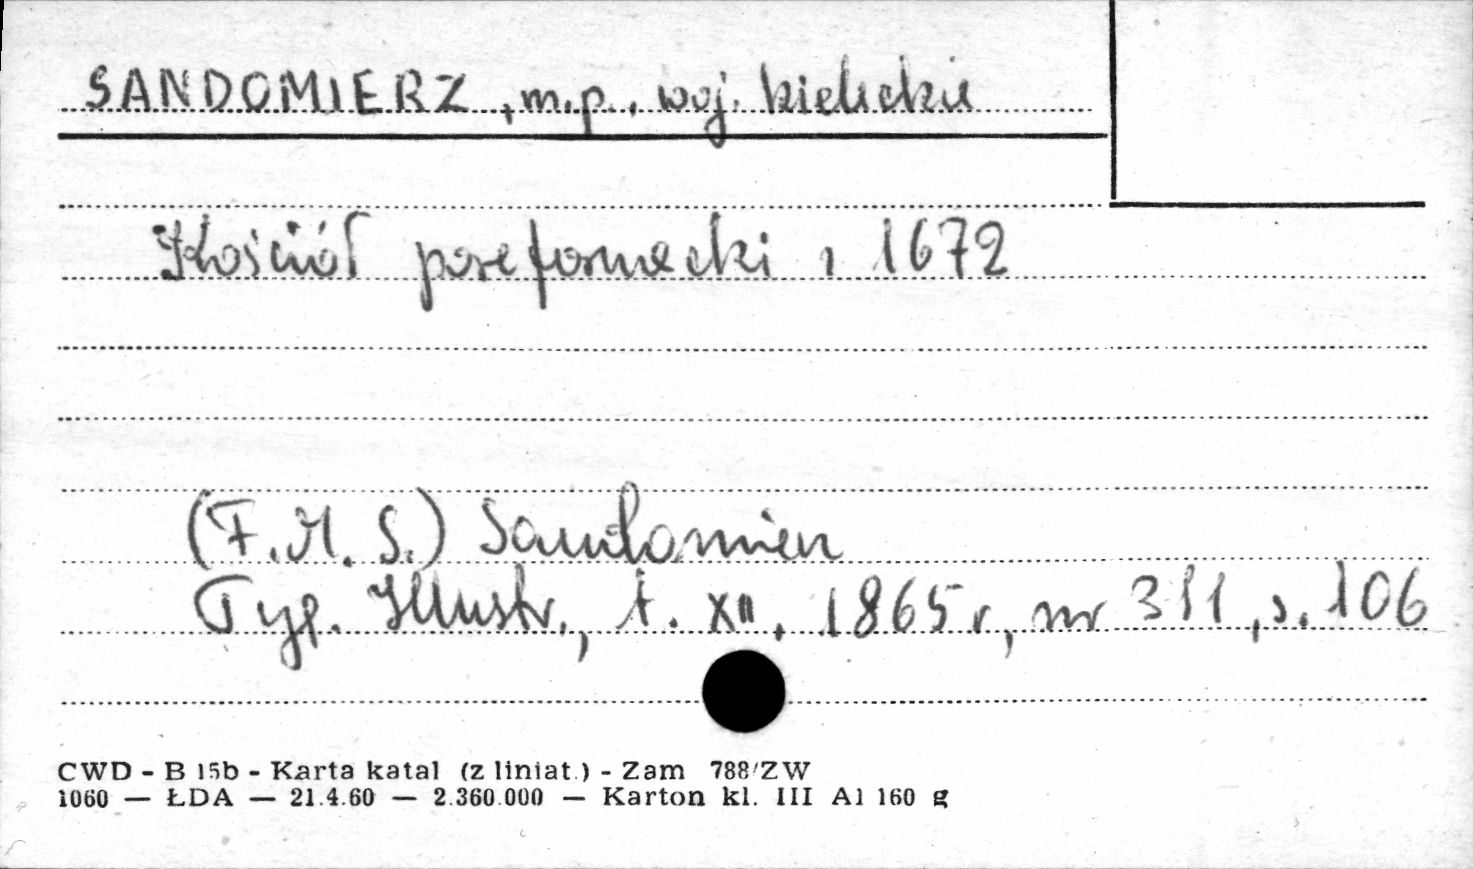 SANDOMIERZ, m.p., woj. kieleckie
Kościół poreformacki z 1672
(F.M.S.) Sandomierz
Tyg. Illustr., t. XII, 1865 r, nr 311, s. 106
CWD - B 15b - Karta katal (z liniat.) - Zam 788/ZW
1060 — ŁDA — 21.4.60 — 2.360.000 — Karton kl. III A1 160 g